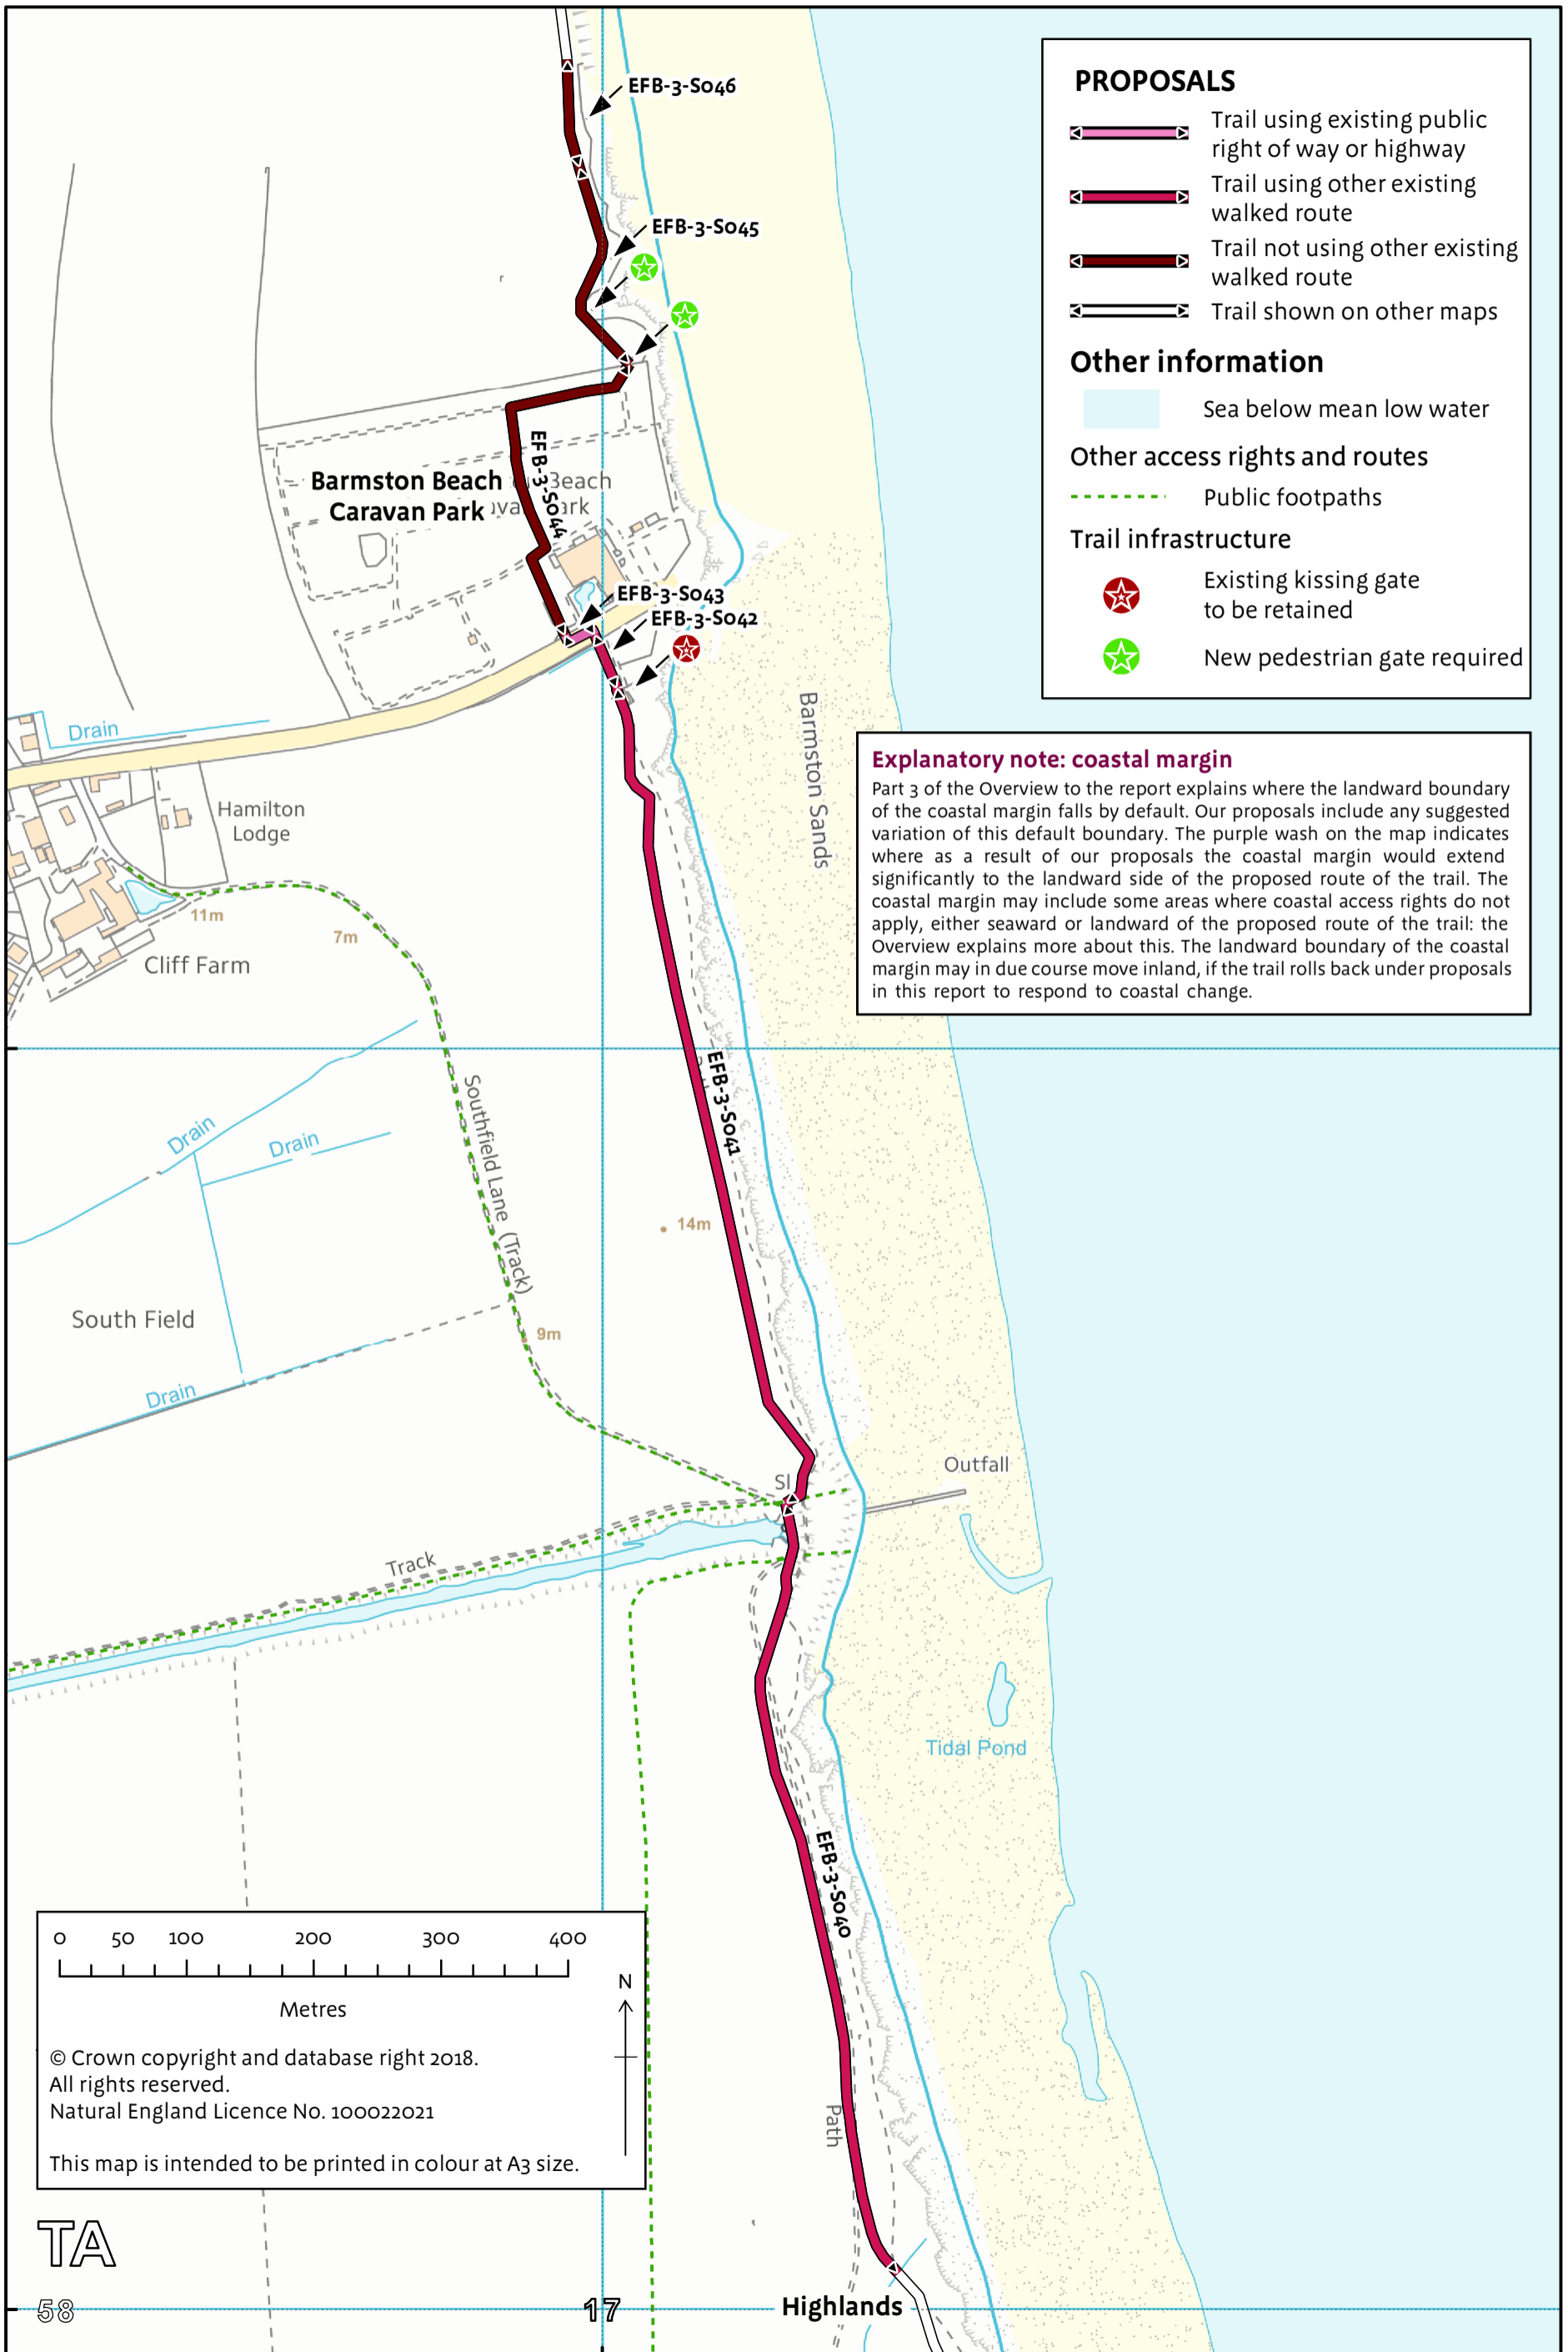 EFB-3-S046
EFB-3-S045
PROPOSALS
Trail using existing public
right of way or highway
Trail using other existing
walked route
Trail not using other existing
walked route
Trail shown on other maps
Other information
Sea below mean low water
Other access rights and routes
Public footpaths
Trail infrastructure
Existing kissing gate
to be retained
New pedestrian gate required
EFB-3-S044
Barmston Beach
Caravan Park
Beach
EFB-3-S043
EFB-3-S042
Barmston Sands
Drain
Hamilton
Lodge
11m
7m
Cliff Farm
Explanatory note: coastal margin
Part 3 of the Overview to the report explains where the landward boundary
of the coastal margin falls by default. Our proposals include any suggested
variation of this default boundary. The purple wash on the map indicates
where as a result of our proposals the coastal margin would extend
significantly to the landward side of the proposed route of the trail. The
coastal margin may include some areas where coastal access rights do not
apply, either seaward or landward of the proposed route of the trail: the
Overview explains more about this. The landward boundary of the coastal
margin may in due course move inland, if the trail rolls back under proposals
in this report to respond to coastal change.
EFB-3-S041
Southfield Lane (Track)
Drain
Drain
14m
South Field
9m
Drain
Outfall
Sl
Track
Tidal Pond
EFB-3-S040
0 50 100 200 300 400
Metres
N
© Crown copyright and database right 2018.
All rights reserved.
Natural England Licence No. 100022021
This map is intended to be printed in colour at A3 size.
Path
TA
58
17
Highlands